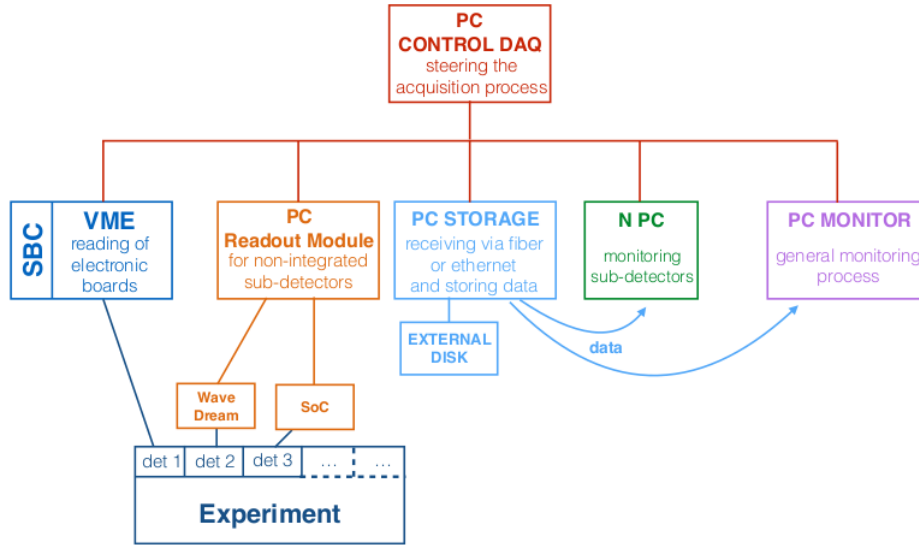 PC
CONTROL DAQ
steering the
acquisition process
SBC
VME
reading of
electronic
boards
PC
Readout Module
for non-integrated
sub-detectors
PC STORAGE
receiving via fiber
or ethernet
and storing data
N PC
monitoring
sub-detectors
PC MONITOR
general monitoring
process
EXTERNAL
DISK
data
Wave
Dream
SoC
det 1
det 2
det 3
...
...
Experiment